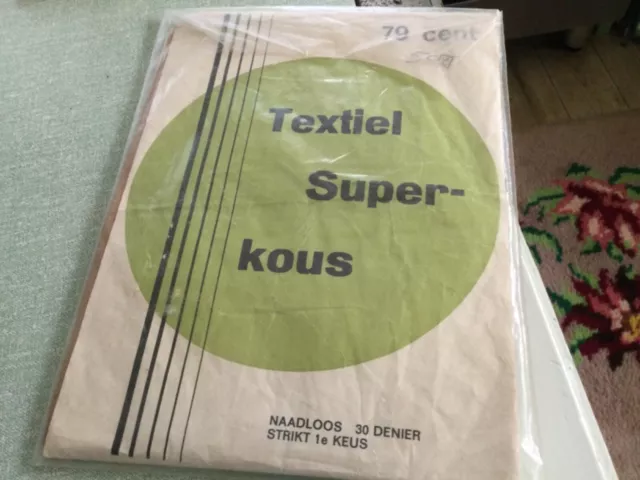 79 cent
Textiel
Super-
kous
NAADLOOS 30 DENIER
STRIKT 1e KEUS